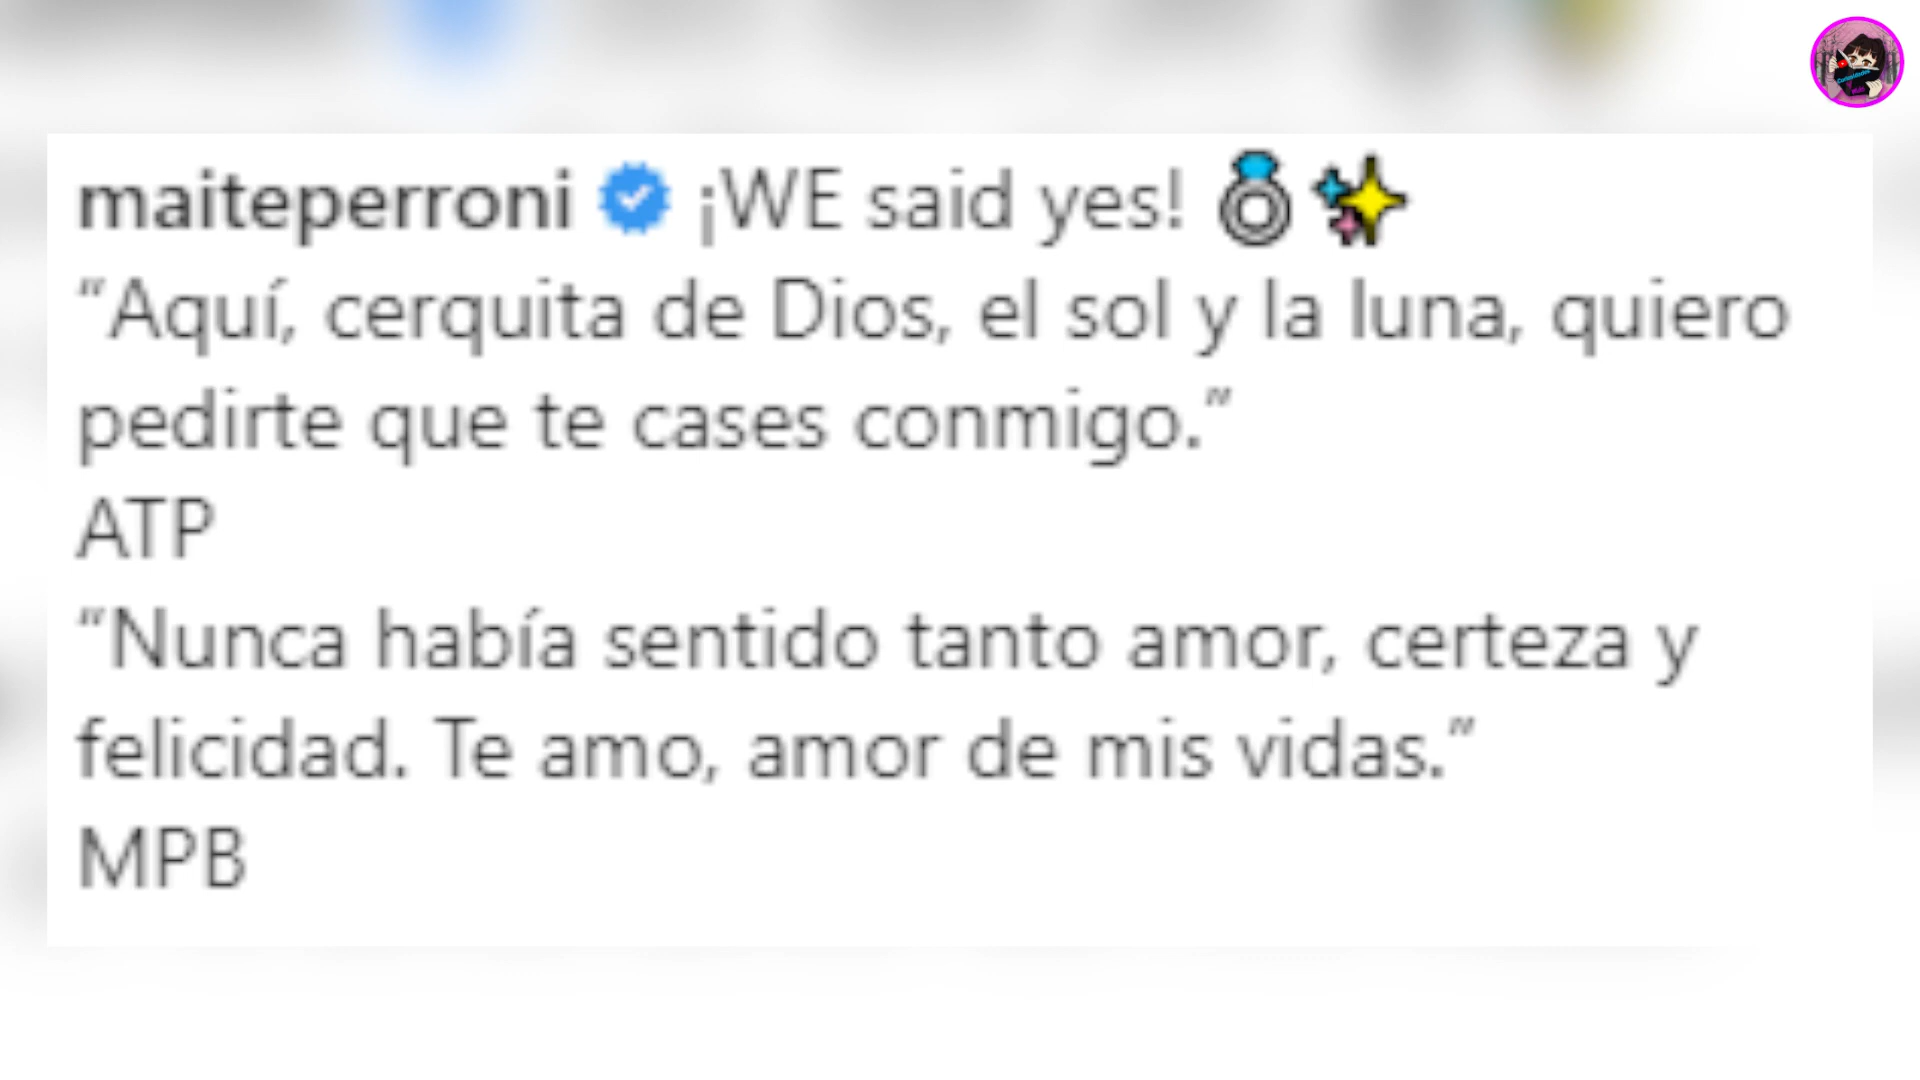 maiteperroni ¡WE said yes! 💍✨
“Aquí, cerquita de Dios, el sol y la luna, quiero
pedirte que te cases conmigo.”
ATP
“Nunca había sentido tanto amor, certeza y
felicidad. Te amo, amor de mis vidas.”
MPB